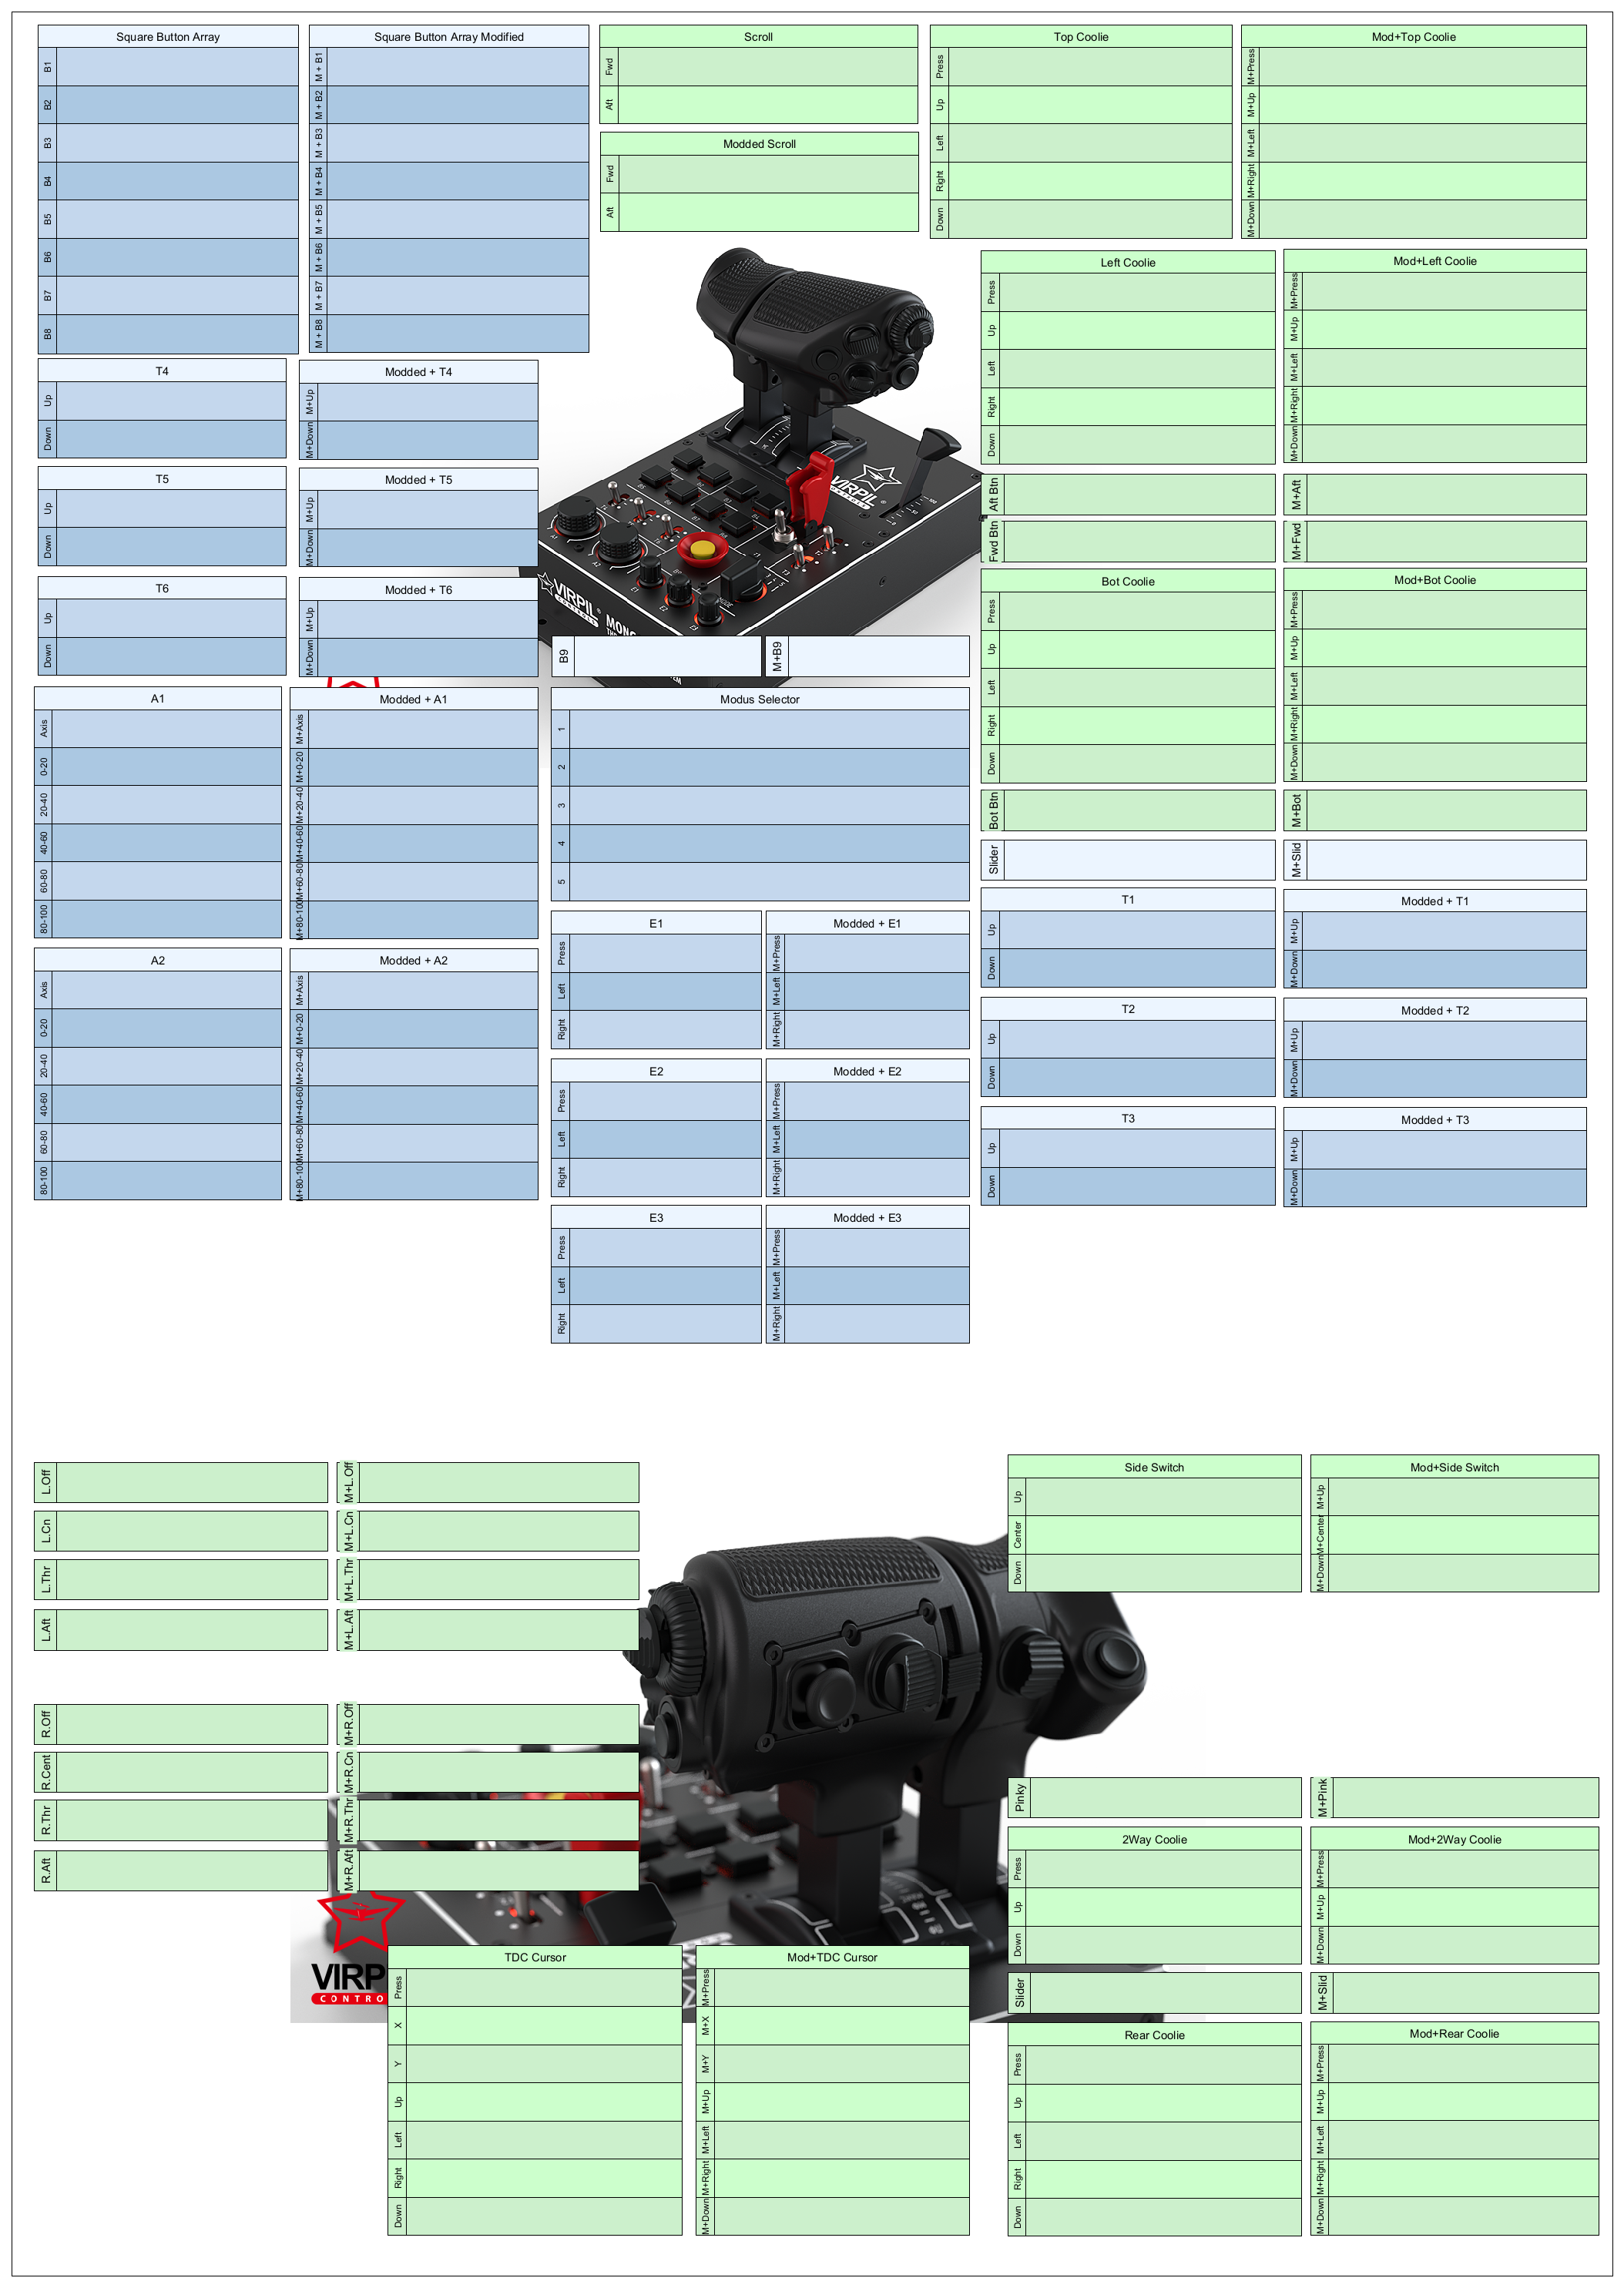 Square Button Array
B1
B2
B3
B4
B5
B6
B7
B8
Square Button Array Modified
M + B1
M + B2
M + B3
M + B4
M + B5
M + B6
M + B7
M + B8
Scroll
Fwd
Aft
Modded Scroll
Fwd
Aft
Top Coolie
Press
Up
Left
Right
Down
Mod+Top Coolie
M+Press
M+Up
M+Left
M+Right
M+Down
Left Coolie
Press
Up
Left
Right
Down
Mod+Left Coolie
M+Press
M+Up
M+Left
M+Right
M+Down
T4
Up
Down
Modded + T4
M+Up
M+Down
T5
Up
Down
Modded + T5
M+Up
M+Down
T6
Up
Down
Modded + T6
M+Up
M+Down
VIRPIL
CONTROLS
VIRPIL
CONTROLS
A1
A2
E1
E2
E3
Aft Btn
M+Aft
Fwd Btn
M+Fwd
Bot Coolie
Press
Up
Left
Right
Down
Mod+Bot Coolie
M+Press
M+Up
M+Left
M+Right
M+Down
B9
M+B9
A1
Axis
0-20
20-40
40-60
60-80
80-100
Modded + A1
M+Axis
M+0-20
M+20-40
M+40-60
M+60-80
M+80-100
Modus Selector
1
2
3
4
5
Bot Btn
M+Bot
Slider
M+Slid
T1
Up
Down
Modded + T1
M+Up
M+Down
A2
Axis
0-20
20-40
40-60
60-80
80-100
Modded + A2
M+Axis
M+0-20
M+20-40
M+40-60
M+60-80
M+80-100
E1
Press
Left
Right
Modded + E1
M+Press
M+Left
M+Right
T2
Up
Down
Modded + T2
M+Up
M+Down
E2
Press
Left
Right
Modded + E2
M+Press
M+Left
M+Right
T3
Up
Down
Modded + T3
M+Up
M+Down
E3
Press
Left
Right
Modded + E3
M+Press
M+Left
M+Right
L.Off
M+L.Off
L.Cn
M+L.Cn
L.Thr
M+L.Thr
L.Aft
M+L.Aft
Side Switch
Up
Center
Down
Mod+Side Switch
M+Up
M+Center
M+Down
R.Off
M+R.Off
R.Cent
M+R.Cn
R.Thr
M+R.Thr
R.Aft
M+R.Aft
Pinky
M+Pink
2Way Coolie
Press
Up
Down
Mod+2Way Coolie
M+Press
M+Up
M+Down
Slider
M+Slid
VIRP
CONTRO
TDC Cursor
Press
X
Y
Up
Left
Right
Down
Mod+TDC Cursor
M+Press
M+X
M+Y
M+Up
M+Left
M+Right
M+Down
Rear Coolie
Press
Up
Left
Right
Down
Mod+Rear Coolie
M+Press
M+Up
M+Left
M+Right
M+Down